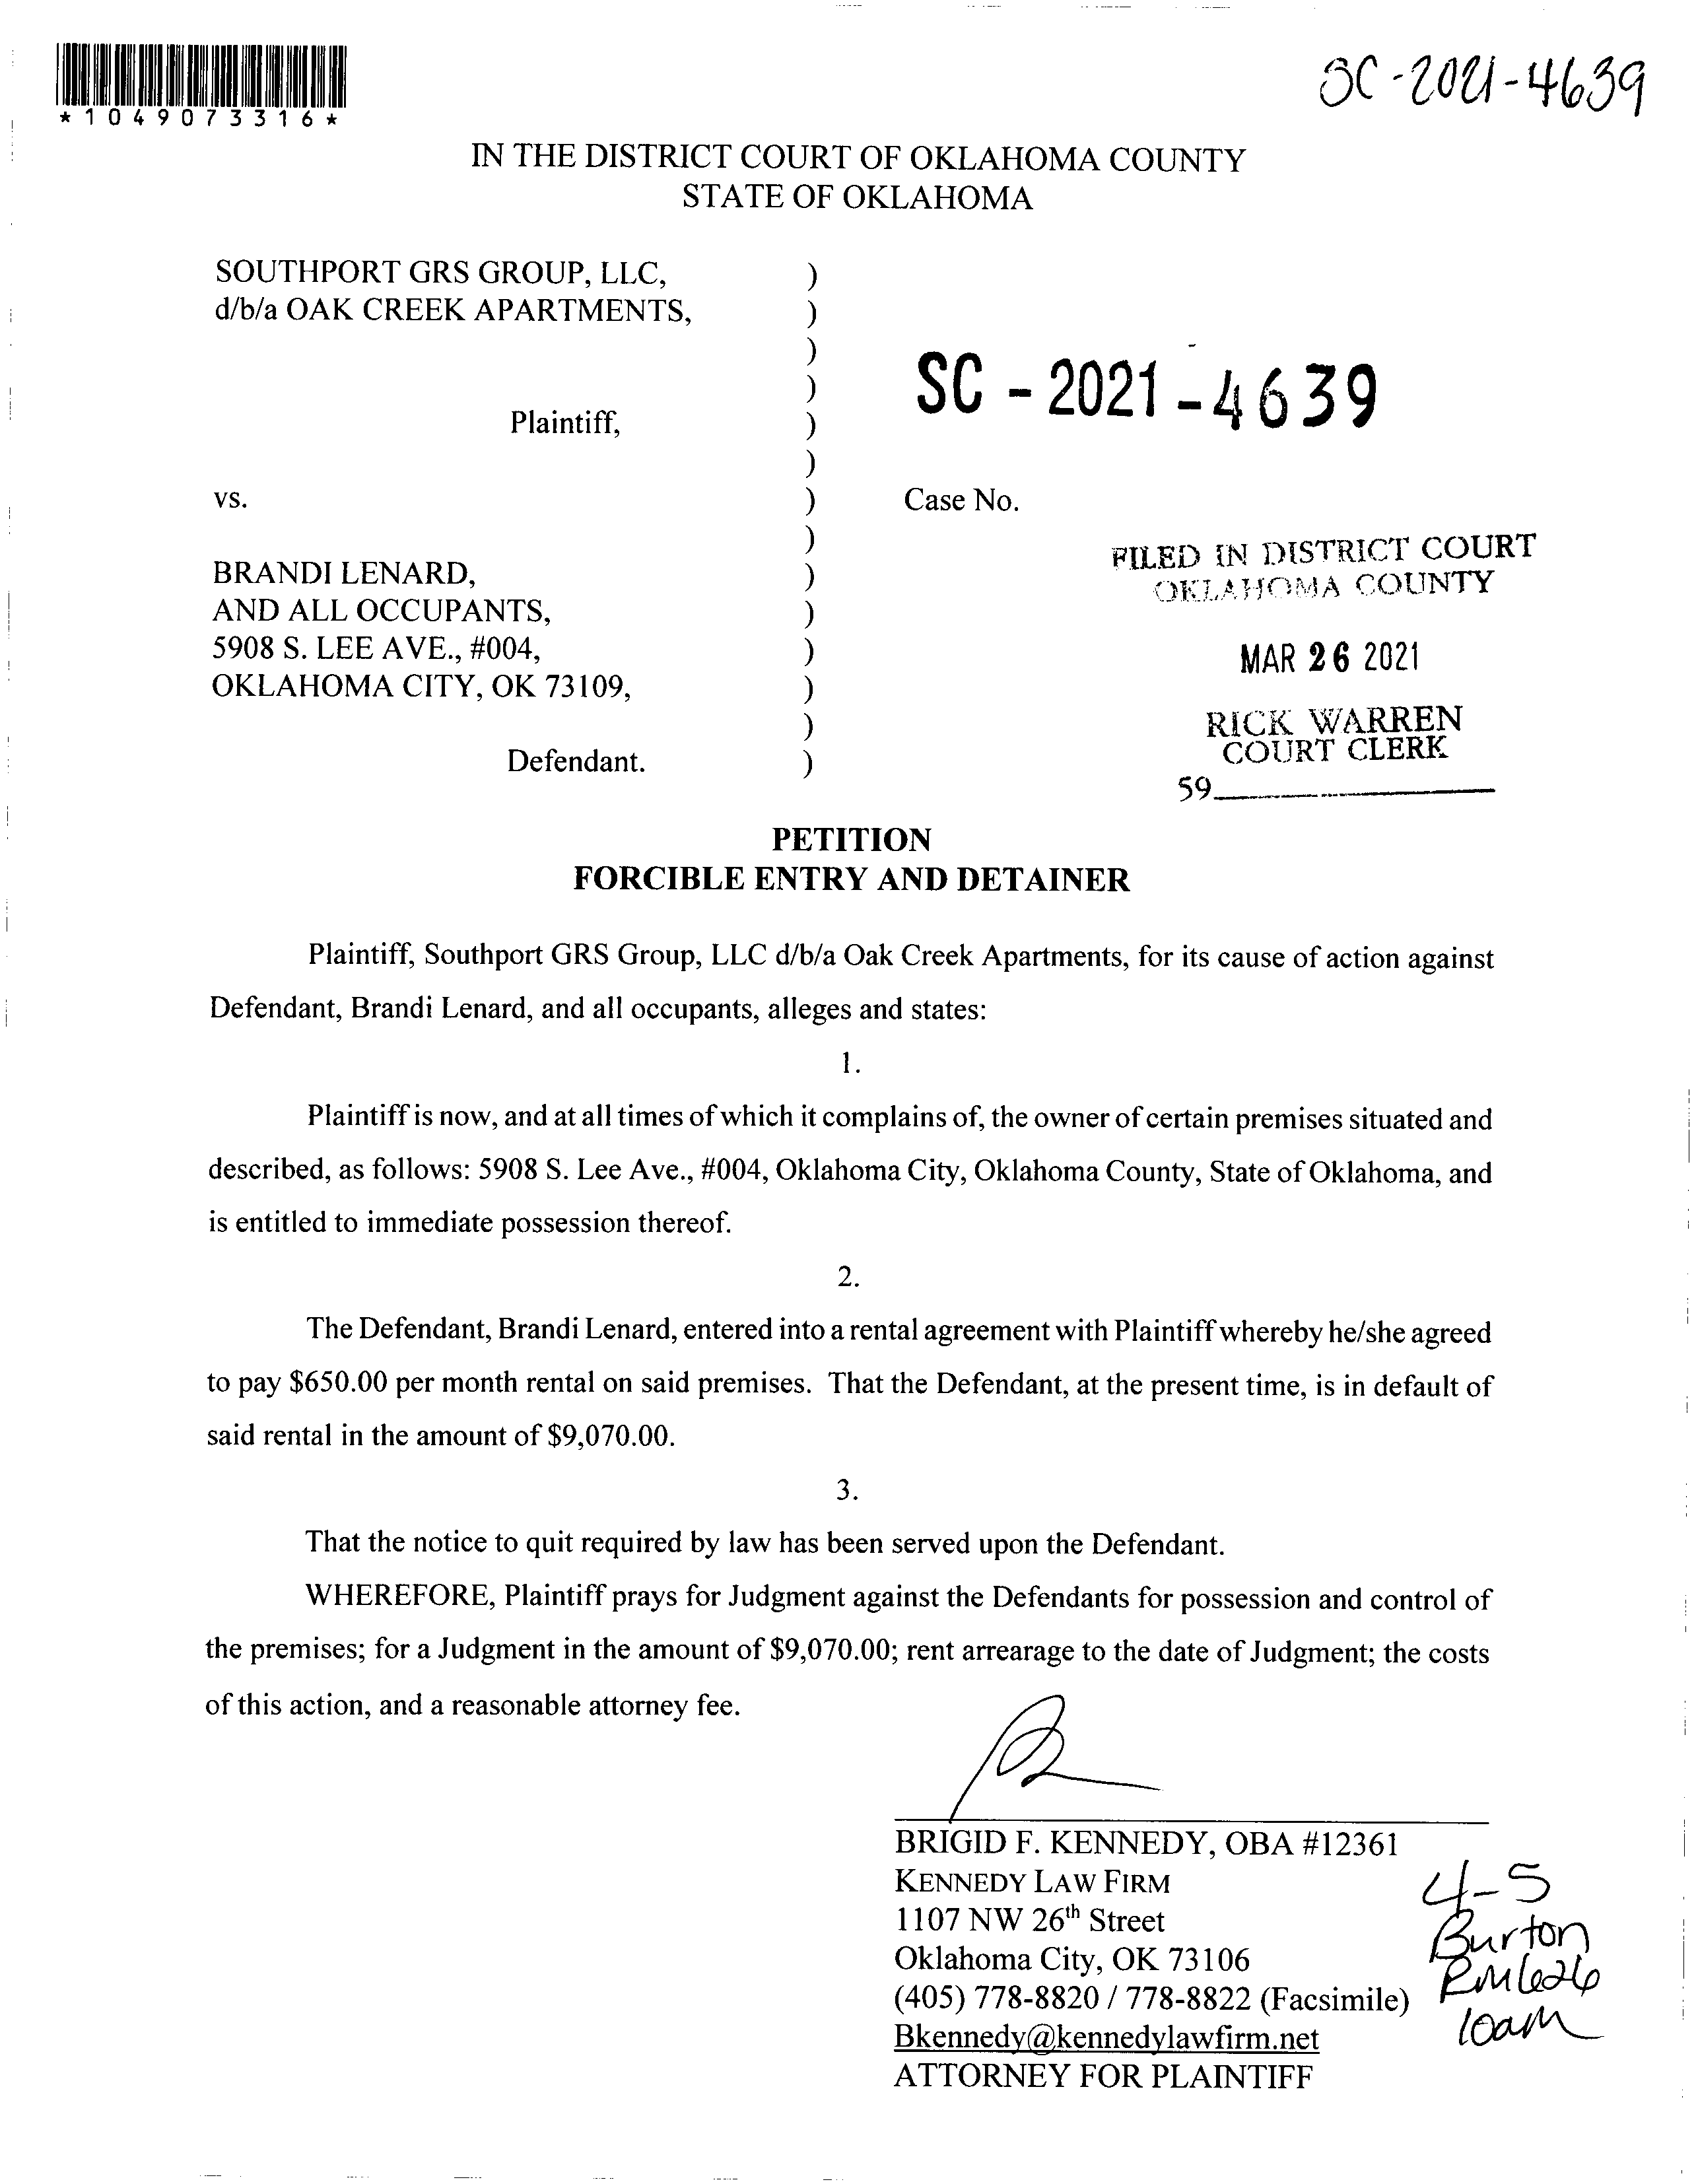 *1049073316*
SC-2021-4639
IN THE DISTRICT COURT OF OKLAHOMA COUNTY
STATE OF OKLAHOMA
SOUTHPORT GRS GROUP, LLC, )
d/b/a OAK CREEK APARTMENTS, )
)
)
Plaintiff, )
)
vs. )
)
BRANDI LENARD, )
AND ALL OCCUPANTS, )
5908 S. LEE AVE., #004, )
OKLAHOMA CITY, OK 73109, )
)
Defendant. )
SC - 2021 - 4639
Case No.
FILED IN DISTRICT COURT
OKLAHOMA COUNTY
MAR 26 2021
RICK WARREN
COURT CLERK
59
PETITION
FORCIBLE ENTRY AND DETAINER
Plaintiff, Southport GRS Group, LLC d/b/a Oak Creek Apartments, for its cause of action against
Defendant, Brandi Lenard, and all occupants, alleges and states:
1.
Plaintiff is now, and at all times of which it complains of, the owner of certain premises situated and
described, as follows: 5908 S. Lee Ave., #004, Oklahoma City, Oklahoma County, State of Oklahoma, and
is entitled to immediate possession thereof.
2.
The Defendant, Brandi Lenard, entered into a rental agreement with Plaintiff whereby he/she agreed
to pay $650.00 per month rental on said premises. That the Defendant, at the present time, is in default of
said rental in the amount of $9,070.00.
3.
That the notice to quit required by law has been served upon the Defendant.
WHEREFORE, Plaintiff prays for Judgment against the Defendants for possession and control of
the premises; for a Judgment in the amount of $9,070.00; rent arrearage to the date of Judgment; the costs
of this action, and a reasonable attorney fee.
BRIGID F. KENNEDY, OBA #12361
KENNEDY LAW FIRM
1107 NW 26th Street
Oklahoma City, OK 73106
(405) 778-8820 / 778-8822 (Facsimile)
Bkennedy@kennedylawfirm.net
ATTORNEY FOR PLAINTIFF
4-5
Burton
RM 626
10am